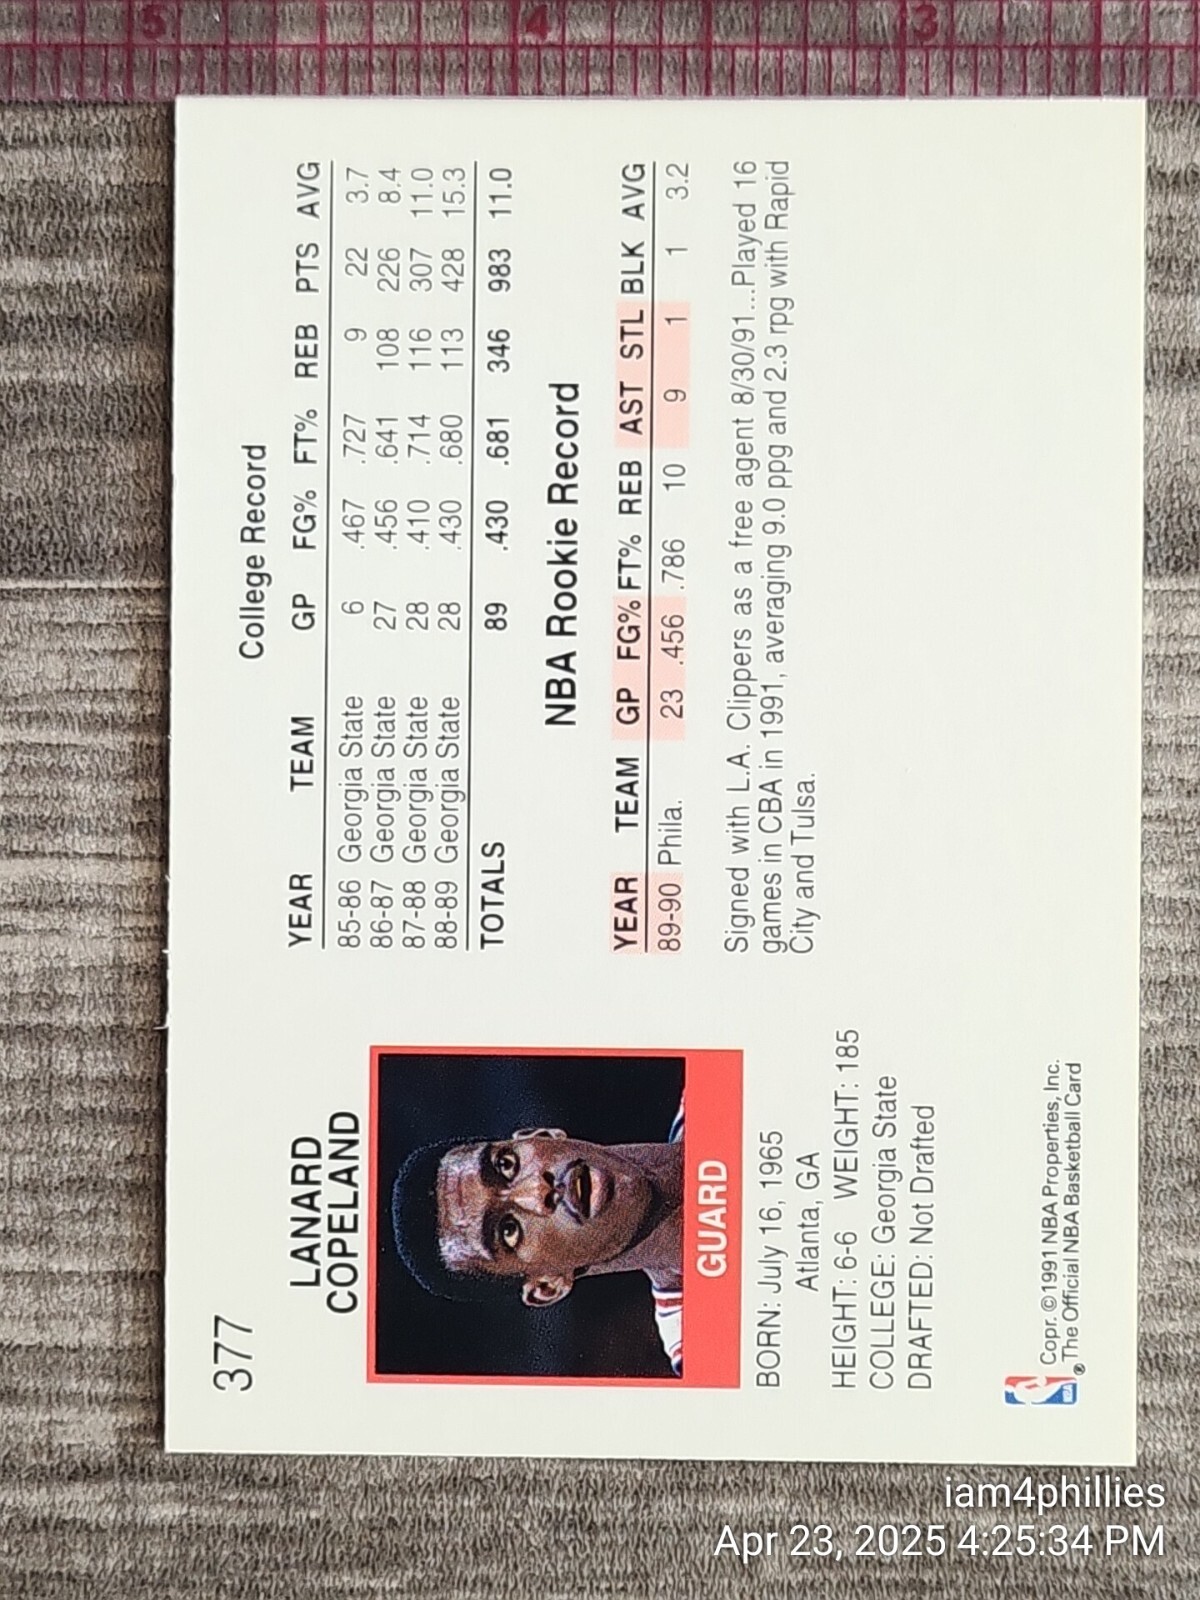 5 4 3
377
LANARD
COPELAND
GUARD
BORN: July 16, 1965
Atlanta, GA
HEIGHT: 6-6 WEIGHT: 185
COLLEGE: Georgia State
DRAFTED: Not Drafted
NBA
®
Copr. © 1991 NBA Properties, Inc.
The Official NBA Basketball Card
College Record
YEAR TEAM GP FG% FT% REB PTS AVG
85-86 Georgia State 6 .467 .727 9 22 3.7
86-87 Georgia State 27 .456 .641 108 226 8.4
87-88 Georgia State 28 .410 .714 116 307 11.0
88-89 Georgia State 28 .430 .680 113 428 15.3
TOTALS 89 .430 .681 346 983 11.0
NBA Rookie Record
YEAR TEAM GP FG% FT% REB AST STL BLK AVG
89-90 Phila. 23 .456 .786 10 9 1 1 3.2
Signed with L.A. Clippers as a free agent 8/30/91...Played 16
games in CBA in 1991, averaging 9.0 ppg and 2.3 rpg with Rapid
City and Tulsa.
iam4phillies
Apr 23, 2025 4:25:34 PM